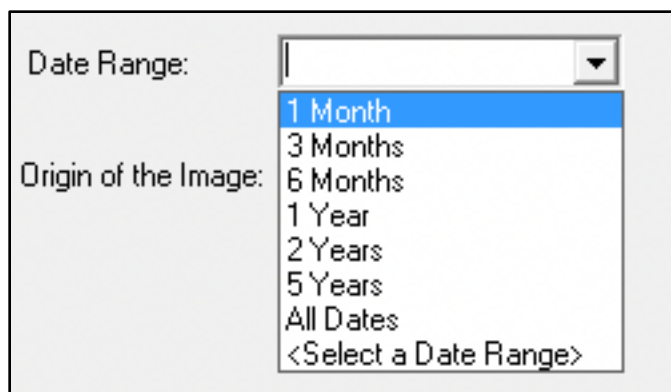 Date Range:
1 Month
3 Months
Origin of the Image:
6 Months
1 Year
2 Years
5 Years
All Dates
<Select a Date Range>